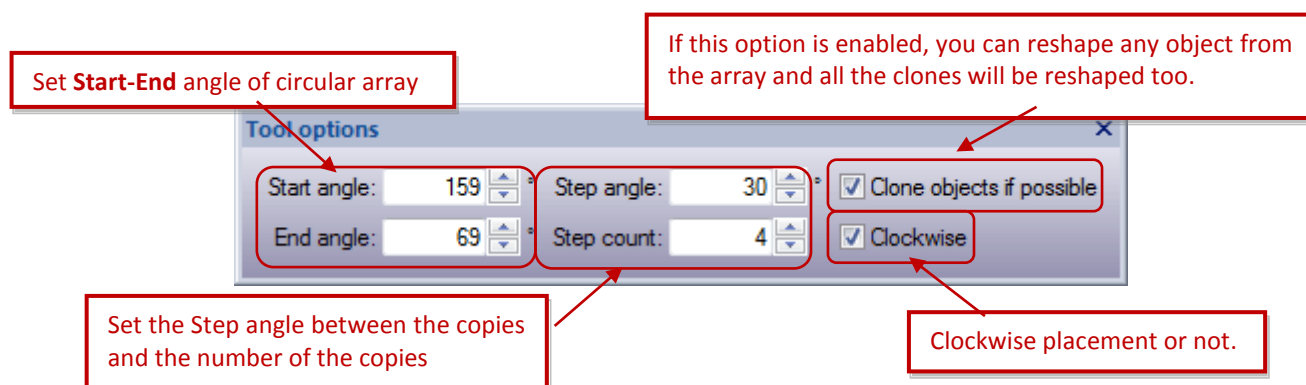 If this option is enabled, you can reshape any object from
the array and all the clones will be reshaped too.
Set Start-End angle of circular array
Tool options
Start angle: 159 ° Step angle: 30 ° Clone objects if possible
End angle: 69 ° Step count: 4 Clockwise
Set the Step angle between the copies
and the number of the copies
Clockwise placement or not.